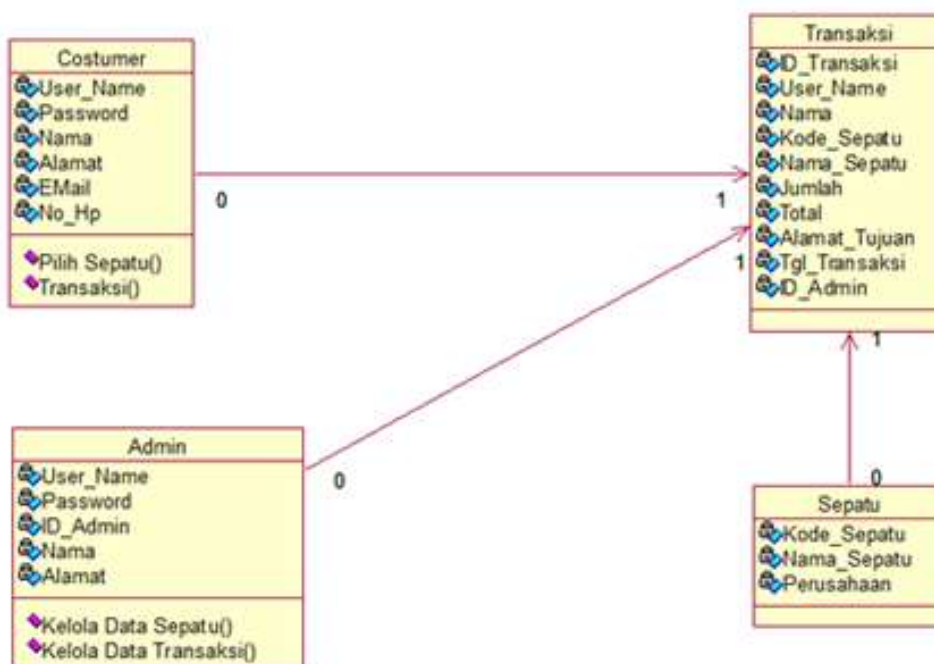 Costumer
User_Name
Password
Nama
Alamat
EMail
No_Hp
Pilih Sepatu()
Transaksi()
0
1
Transaksi
ID_Transaksi
User_Name
Nama
Kode_Sepatu
Nama_Sepatu
Jumlah
Total
Alamat_Tujuan
Tgl_Transaksi
ID_Admin
1
1
0
Admin
User_Name
Password
ID_Admin
Nama
Alamat
Kelola Data Sepatu()
Kelola Data Transaksi()
0
Sepatu
Kode_Sepatu
Nama_Sepatu
Perusahaan